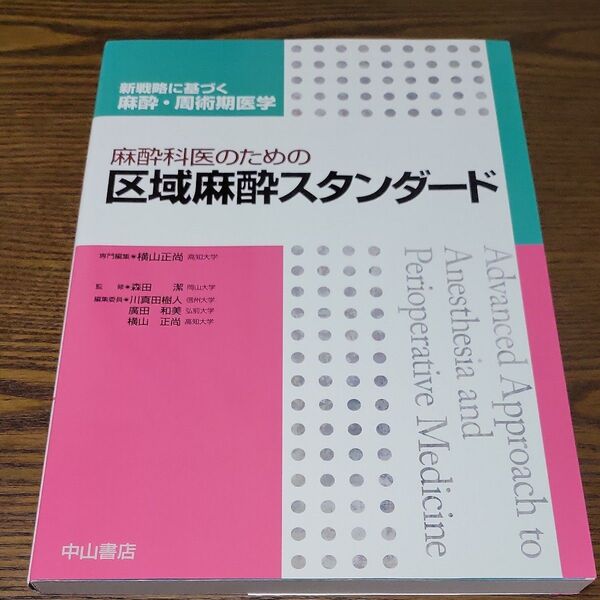 新戦略に基づく
麻酔・周術期医学
麻酔科医のための
区域麻酔スタンダード
専門編集●横山正尚 高知大学
監 修●森田 潔 岡山大学
編集委員●川真田樹人 信州大学
廣田 和美 弘前大学
横山 正尚 高知大学
Advanced Approach to
Anesthesia and
Perioperative Medicine
中山書店